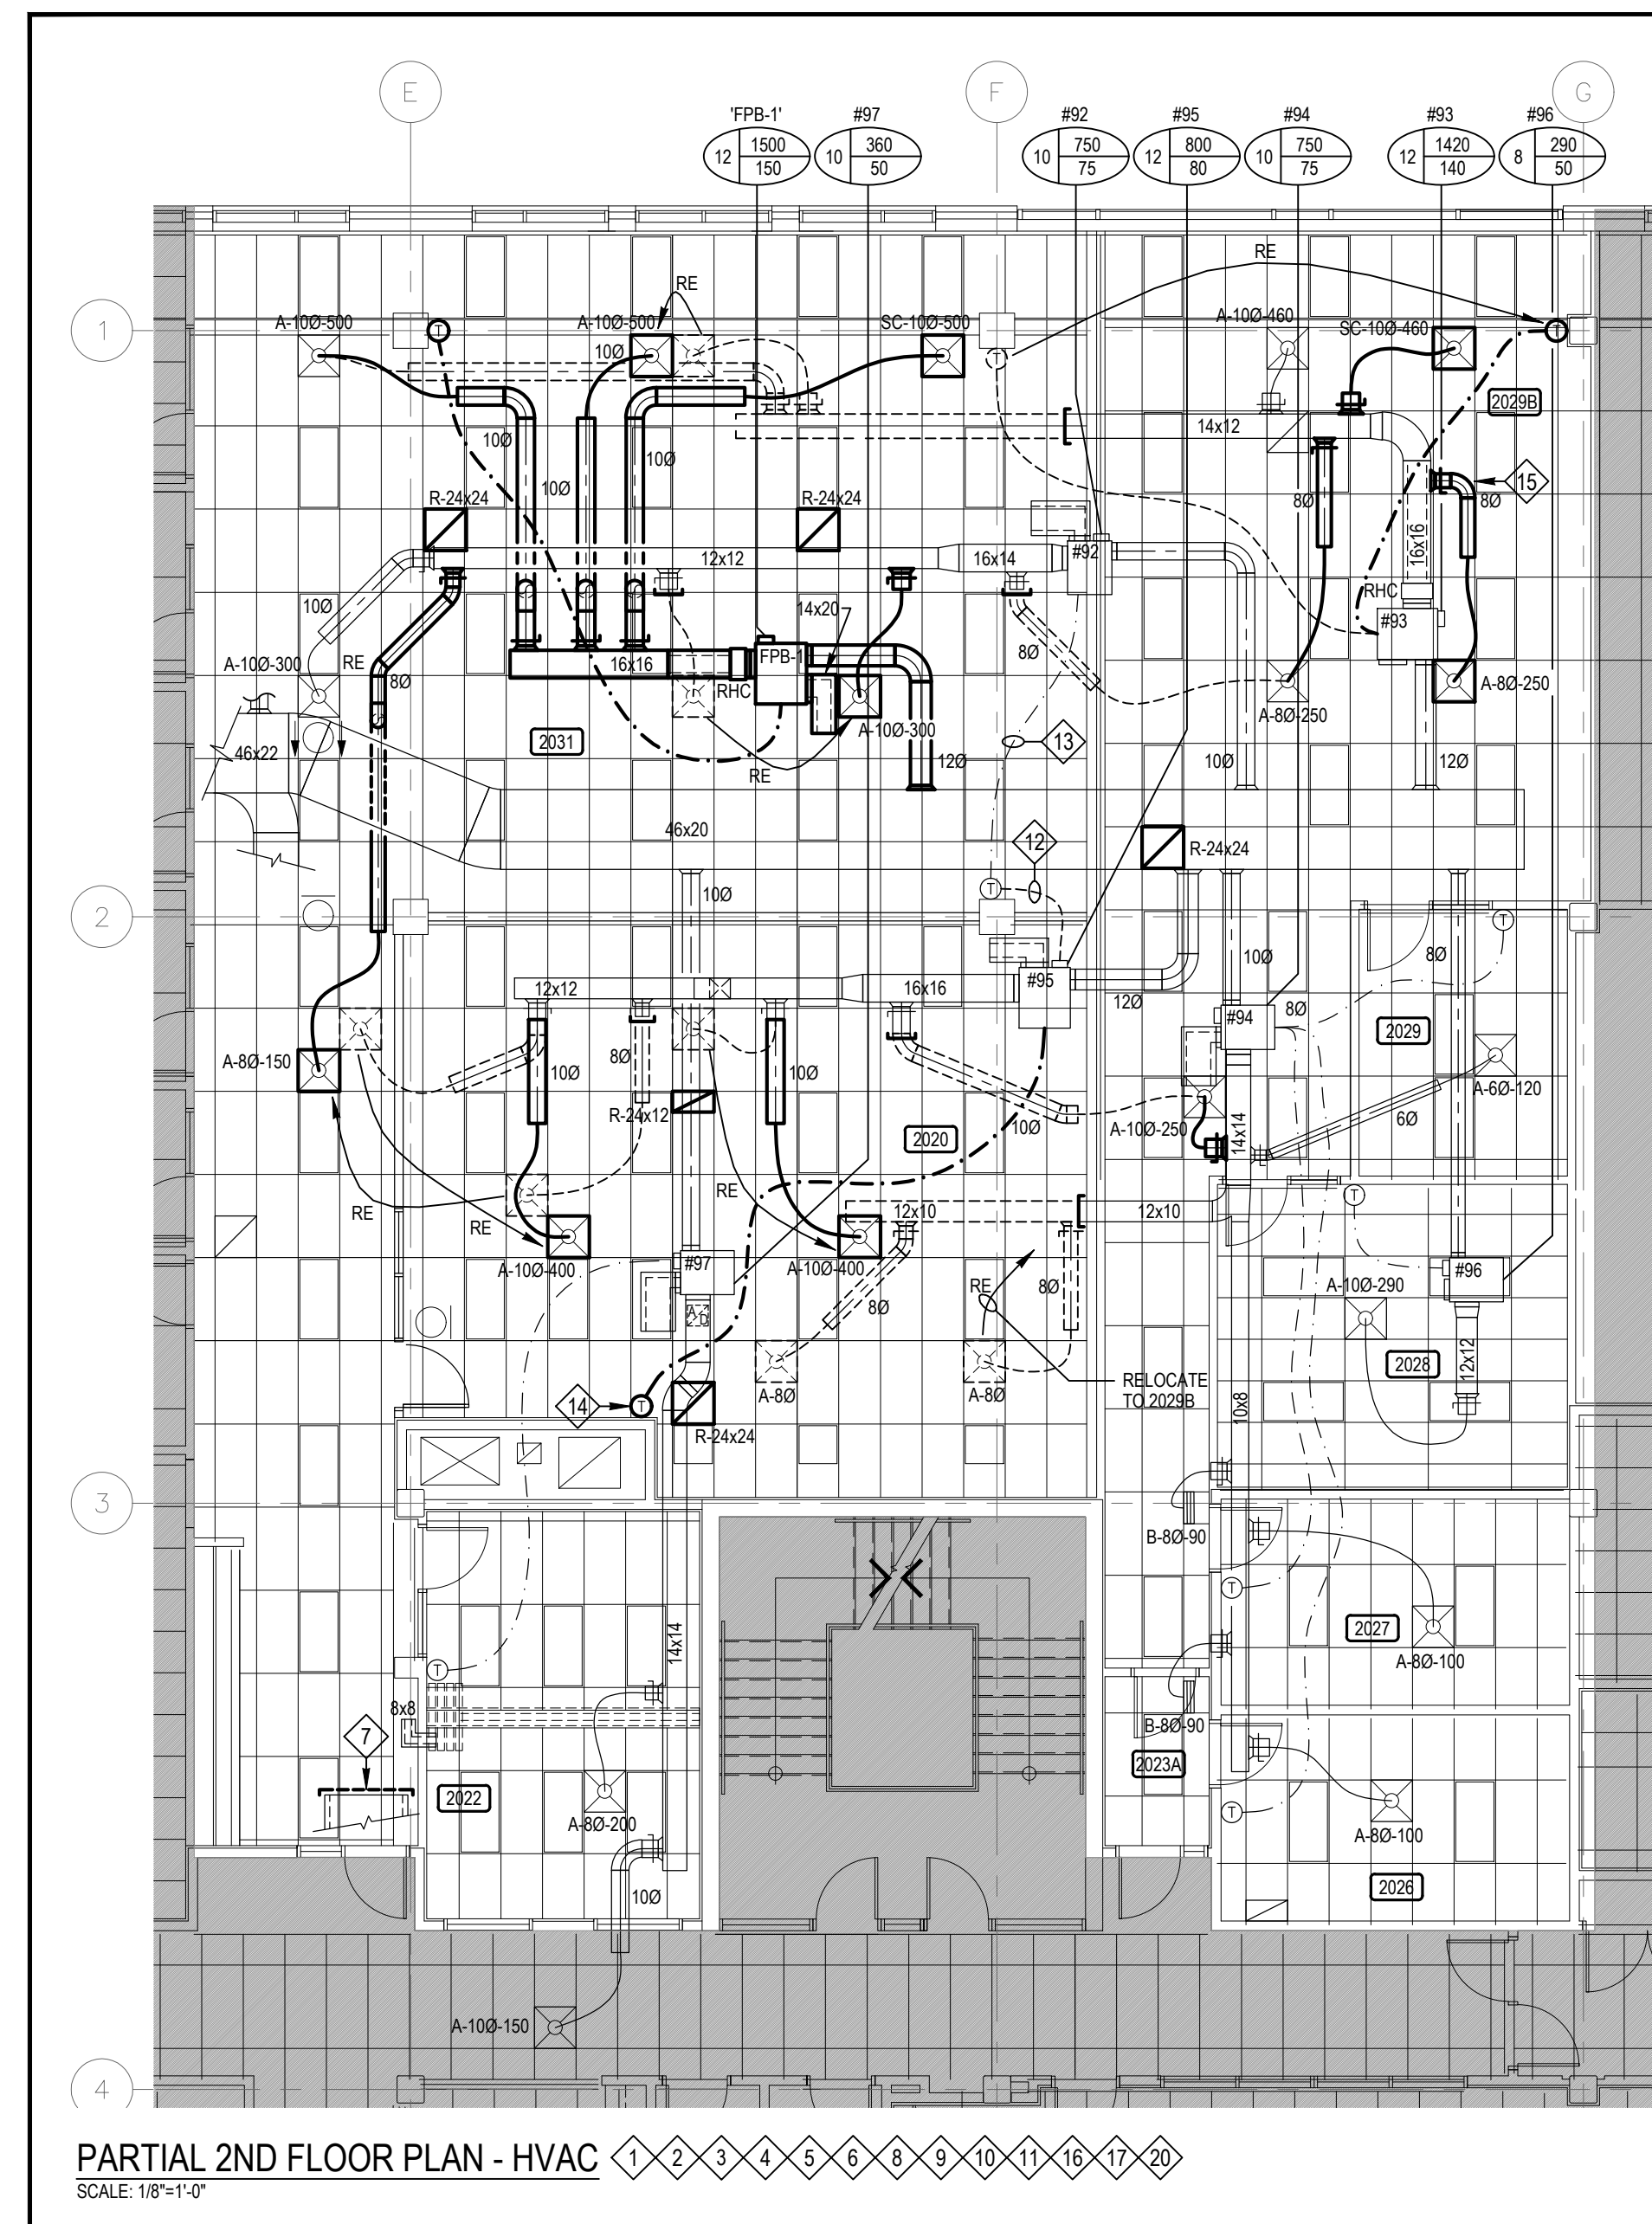 E
F
G
'FPB-1'
#97
#92
#95
#94
#93
#96
12 1500 150
10 360 50
10 750 75
12 800 80
10 750 75
12 1420 140
8 290 50
RE
RE
1
A-10Ø-500
T
A-10Ø-500
SC-10Ø-500
A-10Ø-460
SC-10Ø-460
T
10Ø
T
2029B
14x12
10Ø
10Ø
10Ø
R-24x24
R-24x24
8Ø
8Ø
15
12x12
16x14
#92
16x16
10Ø
14x20
RHC
#93
A-10Ø-300
RE
8Ø
16x16
FPB-1
RHC
8Ø
A-8Ø-250
A-8Ø-250
A-10Ø-300
46x22
2031
RE
12Ø
13
10Ø
12Ø
46x20
12
R-24x24
10Ø
T
2
T
8Ø
10Ø
12x12
16x16
#95
12Ø
8Ø
#94
2029
A-8Ø-150
10Ø
8Ø
10Ø
A-6Ø-120
R-24x12
10Ø
A-10Ø-250
14x14
6Ø
2020
RE
RE
RE
12x10
12x10
T
A-10Ø-400
#97
A-10Ø-400
#96
RE
8Ø
8Ø
A-10Ø-290
A D
2028
12x12
A-8Ø
A-8Ø
RELOCATE
TO 2029B
14
T
R-24x24
10x8
3
B-8Ø-90
T
2027
14x14
A-8Ø-100
T
8x8
7
B-8Ø-90
2023A
2022
A-8Ø-200
T
A-8Ø-100
10Ø
2026
A-10Ø-150
4
PARTIAL 2ND FLOOR PLAN - HVAC 1 2 3 4 5 6 8 9 10 11 16 17 20
SCALE: 1/8"=1'-0"